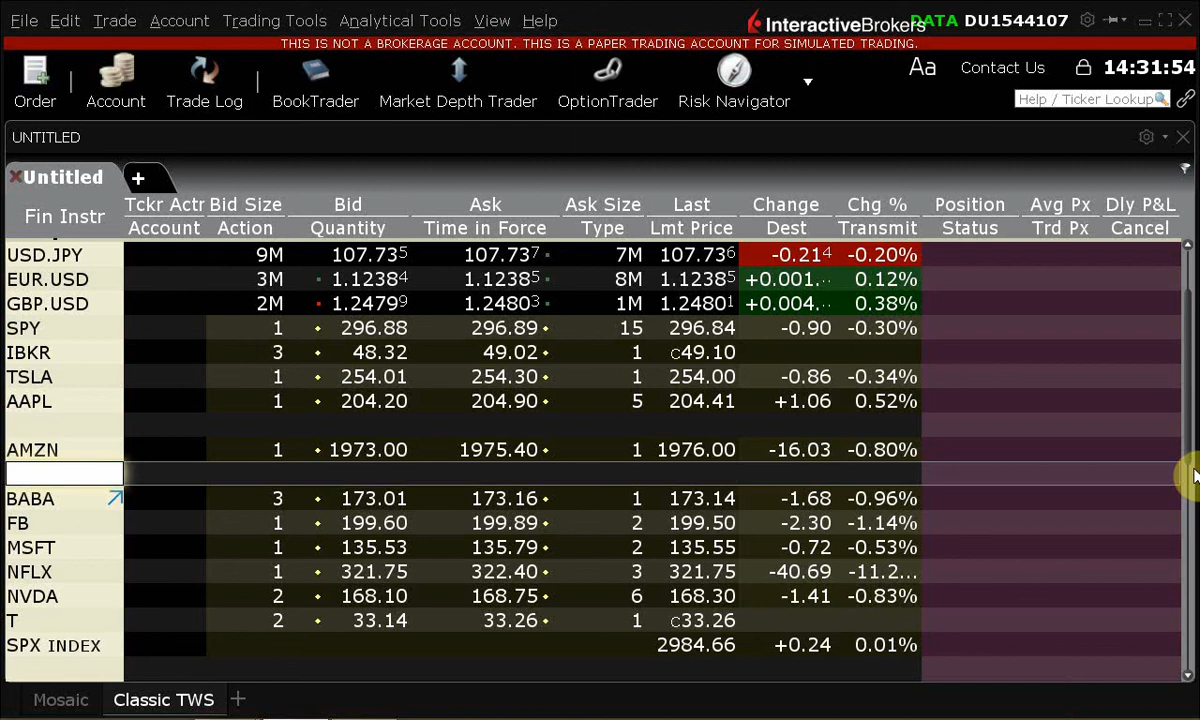 File Edit Trade Account Trading Tools Analytical Tools View Help InteractiveBrokers DATA DU1544107
THIS IS NOT A BROKERAGE ACCOUNT. THIS IS A PAPER TRADING ACCOUNT FOR SIMULATED TRADING.
Order Account Trade Log BookTrader Market Depth Trader OptionTrader Risk Navigator Aa Contact Us 14:31:54
Help / Ticker Lookup
UNTITLED
Untitled +
Fin Instr Tckr Actr Bid Size Bid Ask Ask Size Last Change Chg % Position Avg Px Dly P&L
Account Action Quantity Time in Force Type Lmt Price Dest Transmit Status Trd Px Cancel
USD.JPY 9M 107.735 107.737 7M 107.736 -0.214 -0.20%
EUR.USD 3M 1.12384 1.12385 8M 1.12385 +0.001... 0.12%
GBP.USD 2M 1.24799 1.24803 1M 1.24801 +0.004... 0.38%
SPY 1 296.88 296.89 15 296.84 -0.90 -0.30%
IBKR 3 48.32 49.02 1 c49.10
TSLA 1 254.01 254.30 1 254.00 -0.86 -0.34%
AAPL 1 204.20 204.90 5 204.41 +1.06 0.52%
AMZN 1 1973.00 1975.40 1 1976.00 -16.03 -0.80%
BABA 3 173.01 173.16 1 173.14 -1.68 -0.96%
FB 1 199.60 199.89 2 199.50 -2.30 -1.14%
MSFT 1 135.53 135.79 2 135.55 -0.72 -0.53%
NFLX 1 321.75 322.40 3 321.75 -40.69 -11.2...
NVDA 2 168.10 168.75 6 168.30 -1.41 -0.83%
T 2 33.14 33.26 1 c33.26
SPX INDEX 2984.66 +0.24 0.01%
Mosaic Classic TWS +